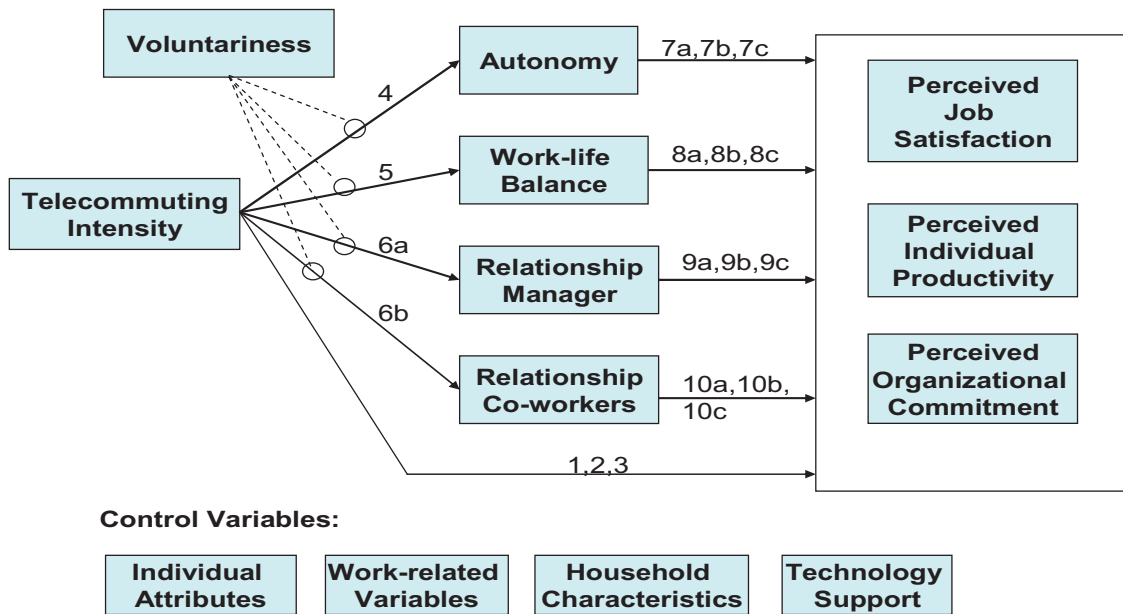 Voluntariness
Autonomy
7a,7b,7c
Perceived
Job
Satisfaction
4
Work-life
Balance
8a,8b,8c
5
Telecommuting
Intensity
Perceived
Individual
Productivity
6a
Relationship
Manager
9a,9b,9c
6b
Relationship
Co-workers
10a,10b,
10c
Perceived
Organizational
Commitment
1,2,3
Control Variables:
Individual
Attributes
Work-related
Variables
Household
Characteristics
Technology
Support